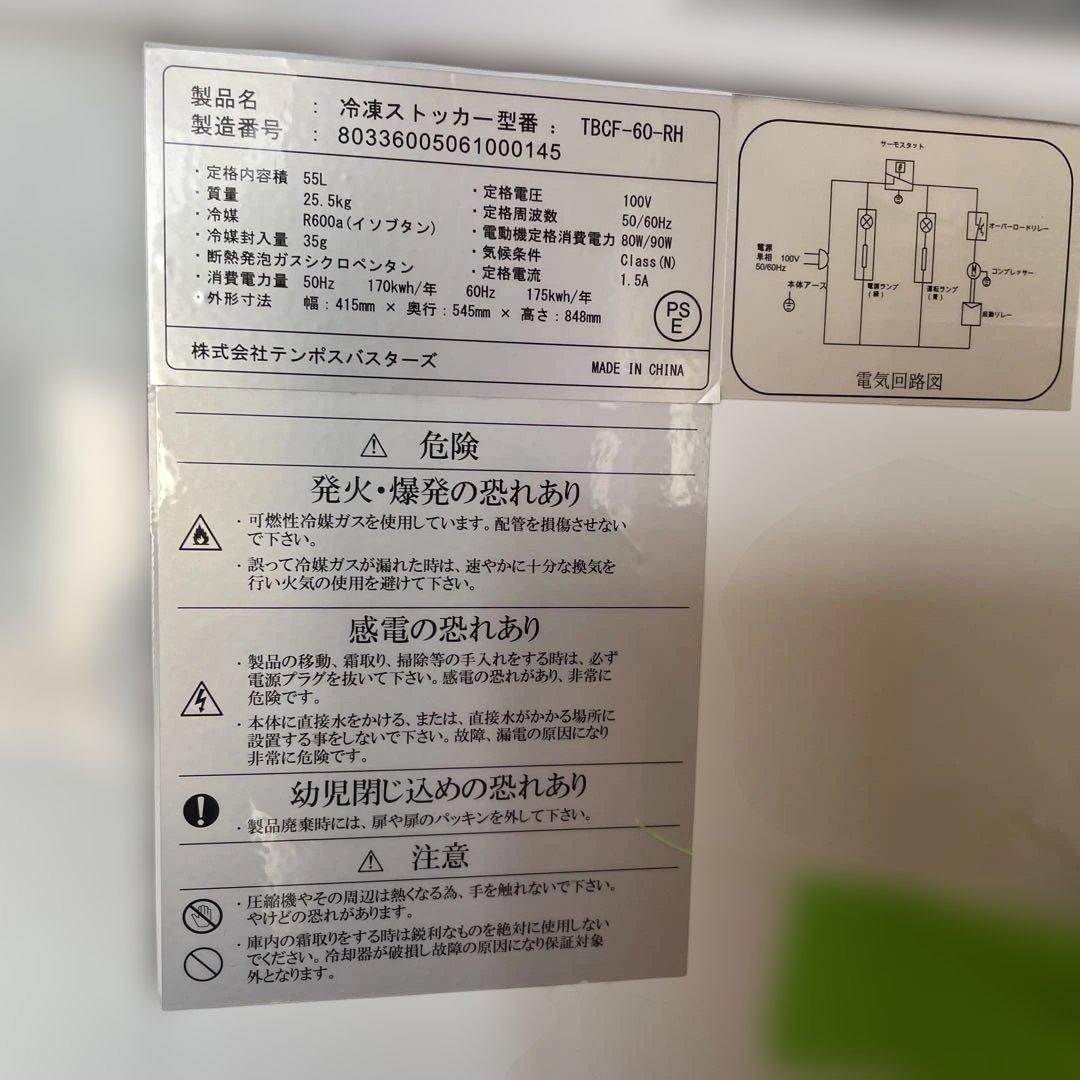 製品名 : 冷凍ストッカー型番 : TBCF-60-RH
製造番号 : 80336005061000145
・定格内容積 55L
・質量 25.5kg
・冷媒 R600a(イソブタン)
・冷媒封入量 35g
・断熱発泡ガスシクロペンタン
・消費電力量 50Hz 170kwh/年 60Hz 175kwh/年
・外形寸法 幅:415mm × 奥行:545mm × 高さ:848mm
・定格電圧 100V
・定格周波数 50/60Hz
・電動機定格消費電力 80W/90W
・気候条件 Class(N)
・定格電流 1.5A
PS
E
株式会社テンポスバスターズ MADE IN CHINA
サーモスタット
電源
単相 100V
50/60Hz
本体アース
電源ランプ
(緑)
運転ランプ
(青)
オーバーロードリレー
M
コンプレッサー
起動リレー
電気回路図
危険
発火・爆発の恐れあり
・可燃性冷媒ガスを使用しています。配管を損傷させない
で下さい。
・誤って冷媒ガスが漏れた時は、速やかに十分な換気を
行い火気の使用を避けて下さい。
感電の恐れあり
・製品の移動、霜取り、掃除等の手入れをする時は、必ず
電源プラグを抜いて下さい。感電の恐れがあり、非常に
危険です。
・本体に直接水をかける、または、直接水がかかる場所に
設置する事をしないで下さい。故障、漏電の原因になり
非常に危険です。
幼児閉じ込めの恐れあり
・製品廃棄時には、扉や扉のパッキンを外して下さい。
注意
・圧縮機やその周辺は熱くなる為、手を触れないで下さい。
やけどの恐れがあります。
・庫内の霜取りをする時は鋭利なものを絶対に使用しない
でください。冷却器が破損し故障の原因になり保証対象
外となります。